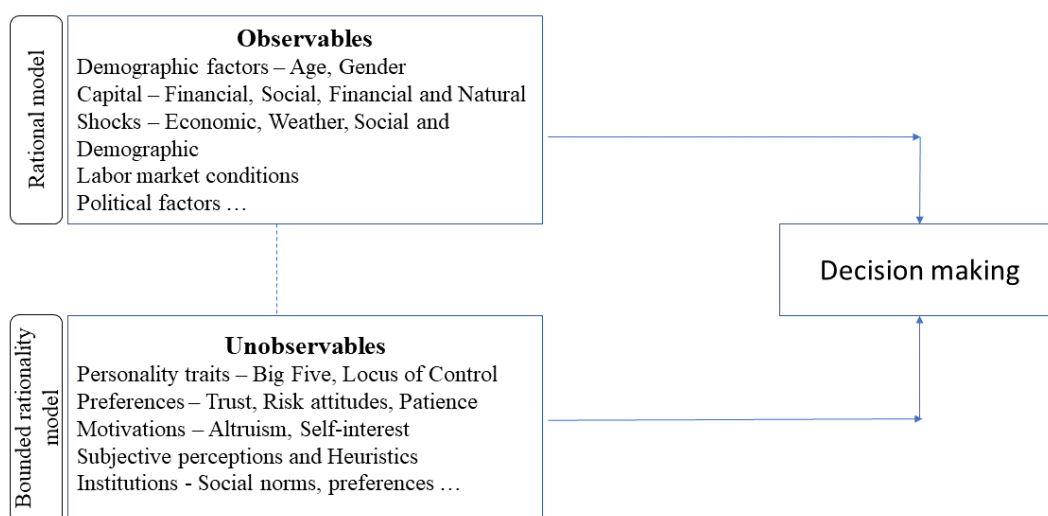 Rational model
Observables
Demographic factors – Age, Gender
Capital – Financial, Social, Financial and Natural
Shocks – Economic, Weather, Social and
Demographic
Labor market conditions
Political factors …
Decision making
Bounded rationality
model
Unobservables
Personality traits – Big Five, Locus of Control
Preferences – Trust, Risk attitudes, Patience
Motivations – Altruism, Self-interest
Subjective perceptions and Heuristics
Institutions - Social norms, preferences …